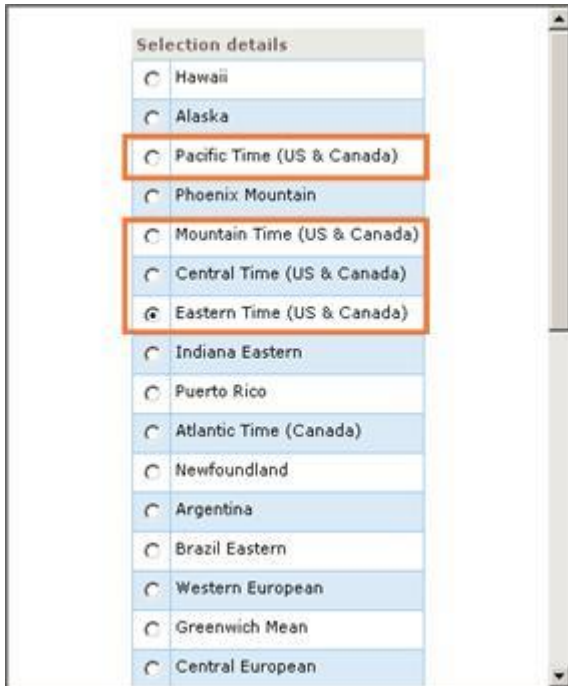 Selection details
Hawaii
Alaska
Pacific Time (US & Canada)
Phoenix Mountain
Mountain Time (US & Canada)
Central Time (US & Canada)
Eastern Time (US & Canada)
Indiana Eastern
Puerto Rico
Atlantic Time (Canada)
Newfoundland
Argentina
Brazil Eastern
Western European
Greenwich Mean
Central European